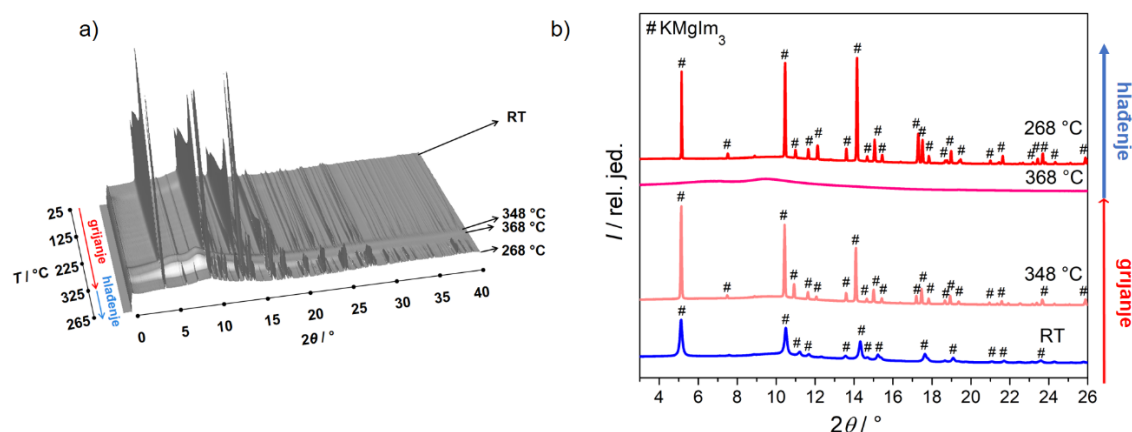 a)
RT
348 °C
368 °C
268 °C
25
125
225
325
265
T / °C
grijanje
hlađenje
0
5
10
15
20
25
30
35
40
2θ / °
b)
# KMgIm3
# # # # # # # # # # # # # # # # # # # # # # # #
268 °C
368 °C
# # # # # # # # # # # # # # # # # # # # #
348 °C
# # # # # # # # # # # # #
RT
I / rel. jed.
4 6 8 10 12 14 16 18 20 22 24 26
2θ / °
hlađenje
grijanje